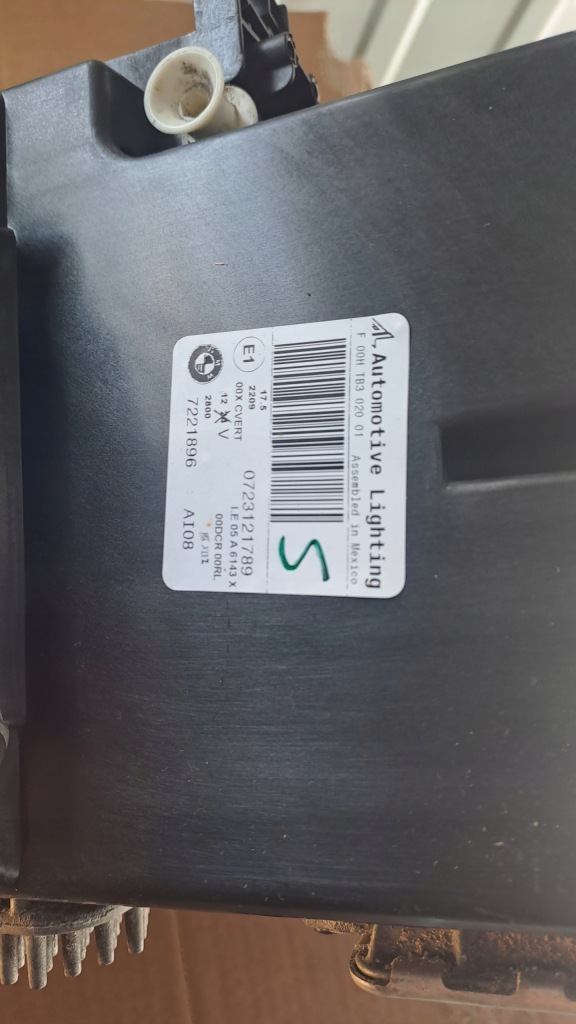 Automotive Lighting
F 00H TB3 020 01 Assembled in Mexico
5
E1
17.5
2209
00X CVERT
12 V
2800
7221896
0723121789
I.E 05 A 6143 X
00DCR 00RL
AI08